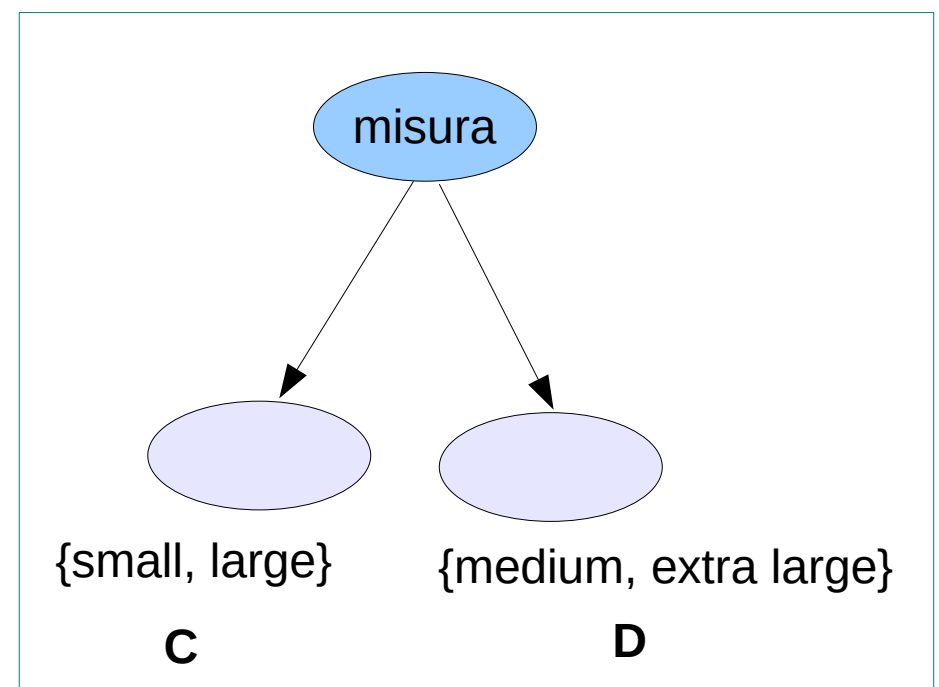 misura
{small, large}
{medium, extra large}
C
D